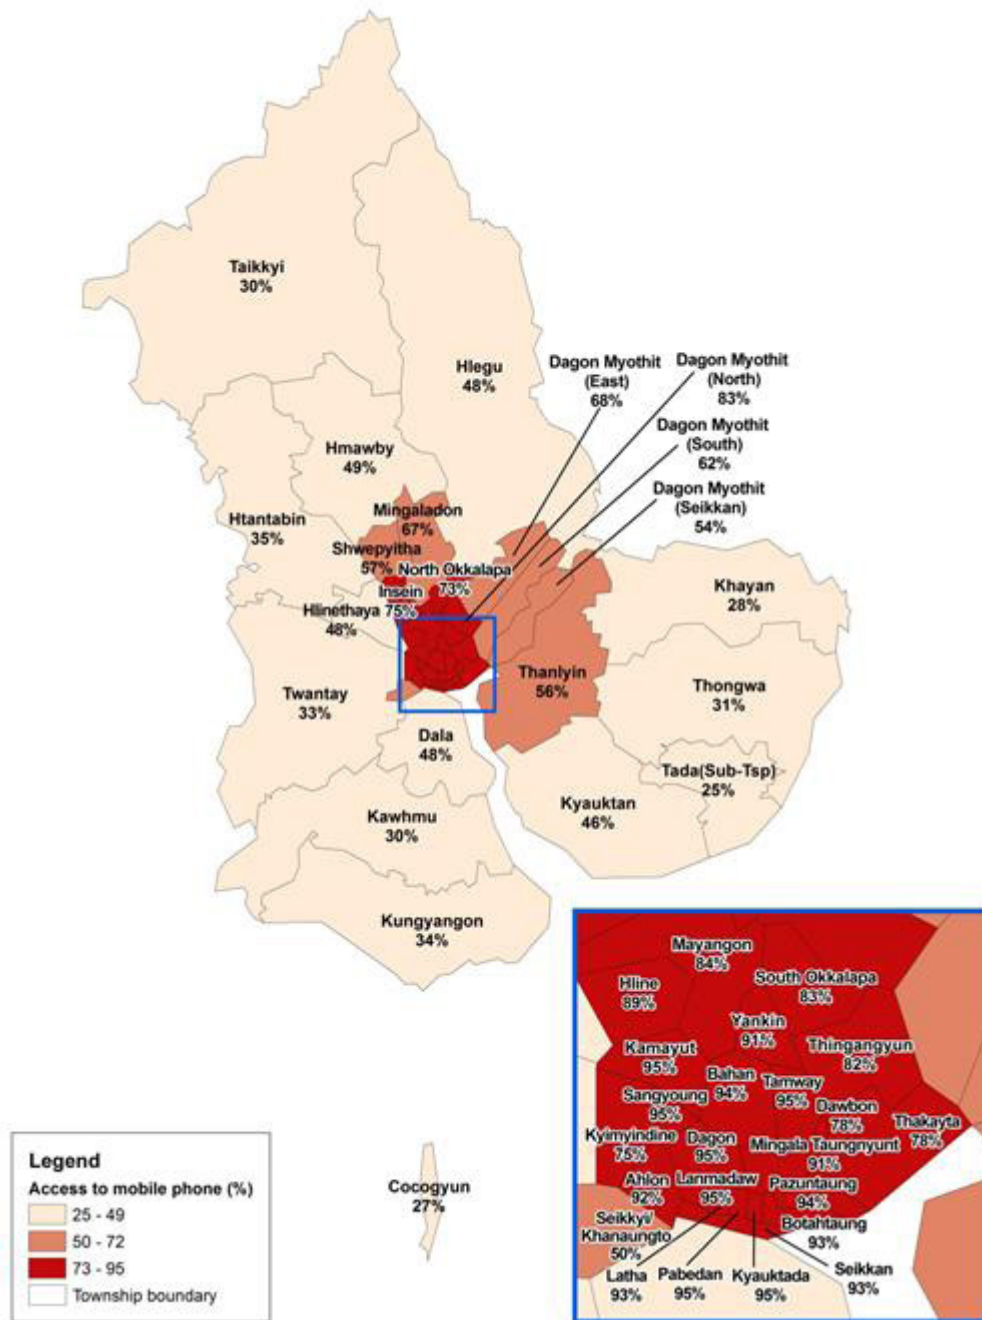 Taikkyi
30%
Hlegu
48%
Dagon Myothit
(East)
68%
Dagon Myothit
(North)
83%
Dagon Myothit
(South)
62%
Dagon Myothit
(Seikkan)
54%
Hmawby
49%
Htantabin
35%
Mingaladon
67%
Shwepyitha
57%
North Okkalapa
73%
Insein
75%
Hlinethaya
48%
Khayan
28%
Thanlyin
56%
Thongwa
31%
Twantay
33%
Dala
48%
Tada(Sub-Tsp)
25%
Kyauktan
46%
Kawhmu
30%
Kungyangon
34%
Mayangon
84%
Hline
89%
South Okkalapa
83%
Yankin
91%
Kamayut
95%
Thingangyun
82%
Bahan
94%
Tamway
95%
Sangyoung
95%
Dawbon
78%
Thakayta
78%
Kyimyindine
75%
Dagon
95%
Mingala Taungnyunt
91%
Ahlon
92%
Lanmadaw
95%
Pazuntaung
94%
Seikkyi/
Khanaungto
50%
Botahtaung
93%
Latha
93%
Pabedan
95%
Kyauktada
95%
Seikkan
93%
Cocogyun
27%
Legend
Access to mobile phone (%)
25 - 49
50 - 72
73 - 95
Township boundary